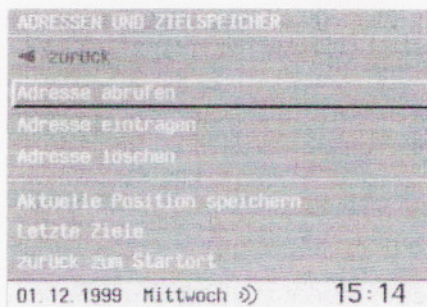 ADRESSEN UND ZIELSPEICHER
zurück
Adresse abrufen
Adresse eintragen
Adresse löschen
Aktuelle Position speichern
Letzte Ziele
zurück zum Startort
01.12.1999 Mittwoch 15:14